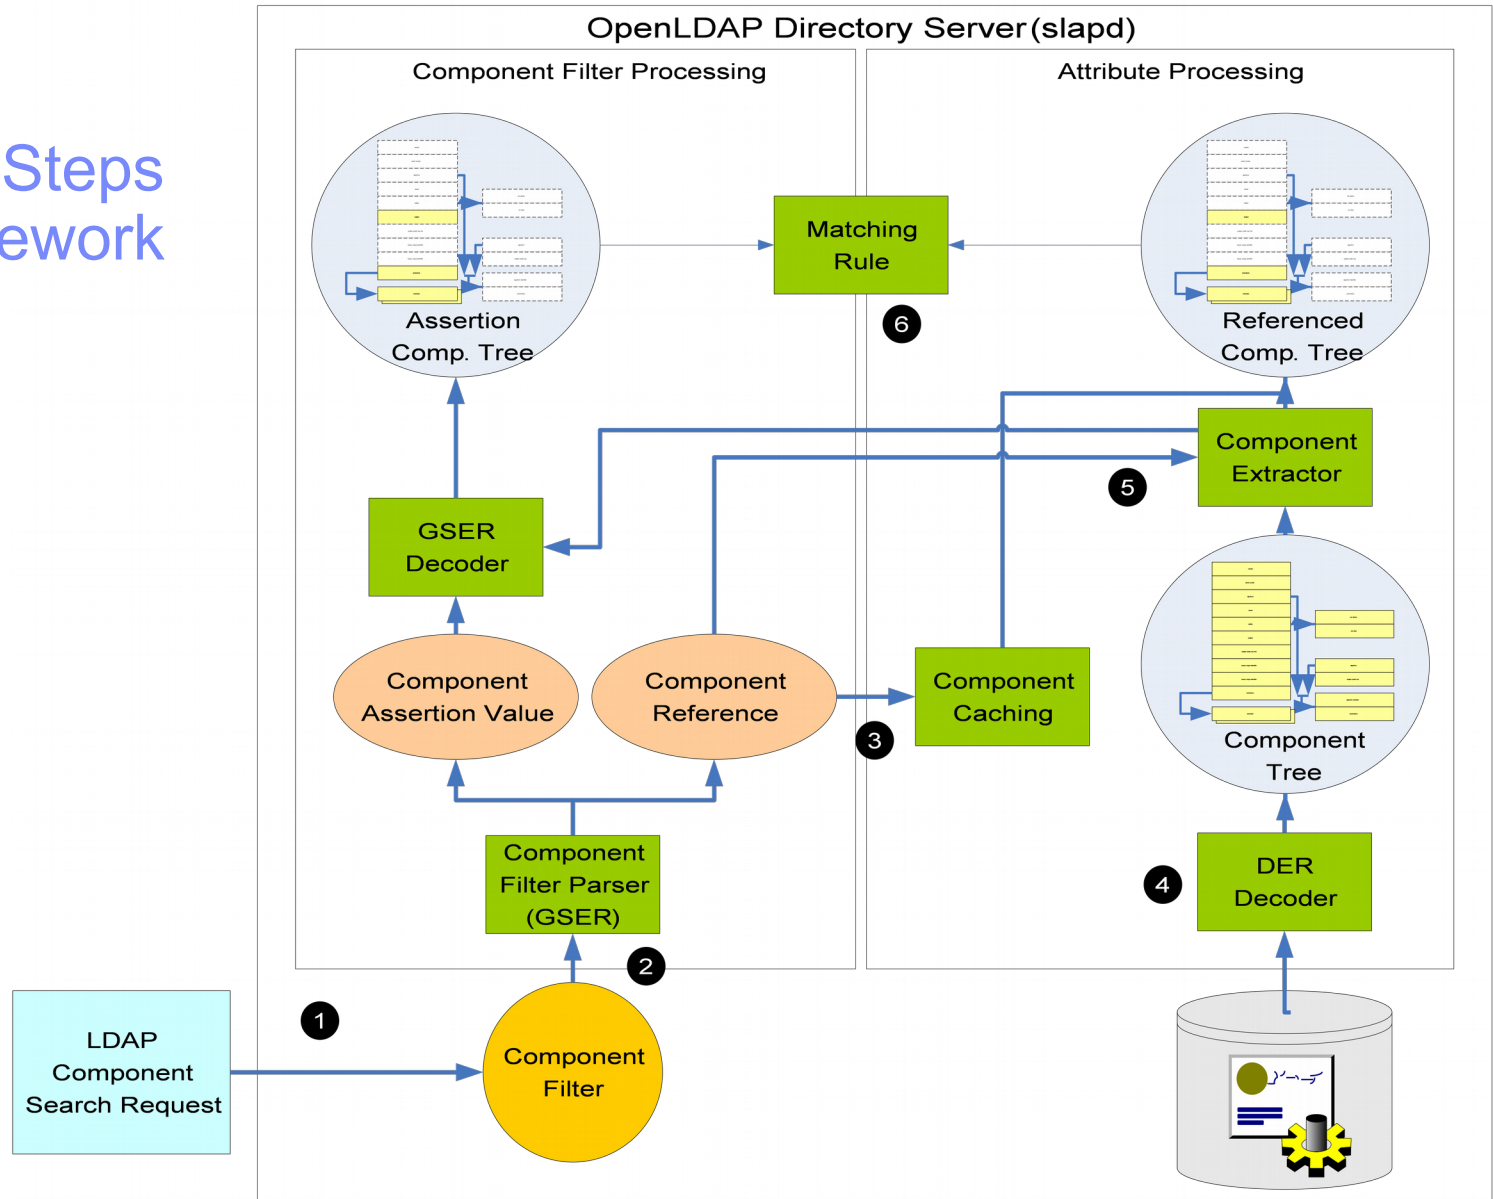 Steps
ework
OpenLDAP Directory Server (slapd)
Component Filter Processing
Attribute Processing
Assertion
Comp. Tree
Matching
Rule
6
Referenced
Comp. Tree
Component
Extractor
5
GSER
Decoder
Component
Assertion Value
Component
Reference
3
Component
Caching
Component
Tree
Component
Filter Parser
(GSER)
2
4
DER
Decoder
LDAP
Component
Search Request
1
Component
Filter